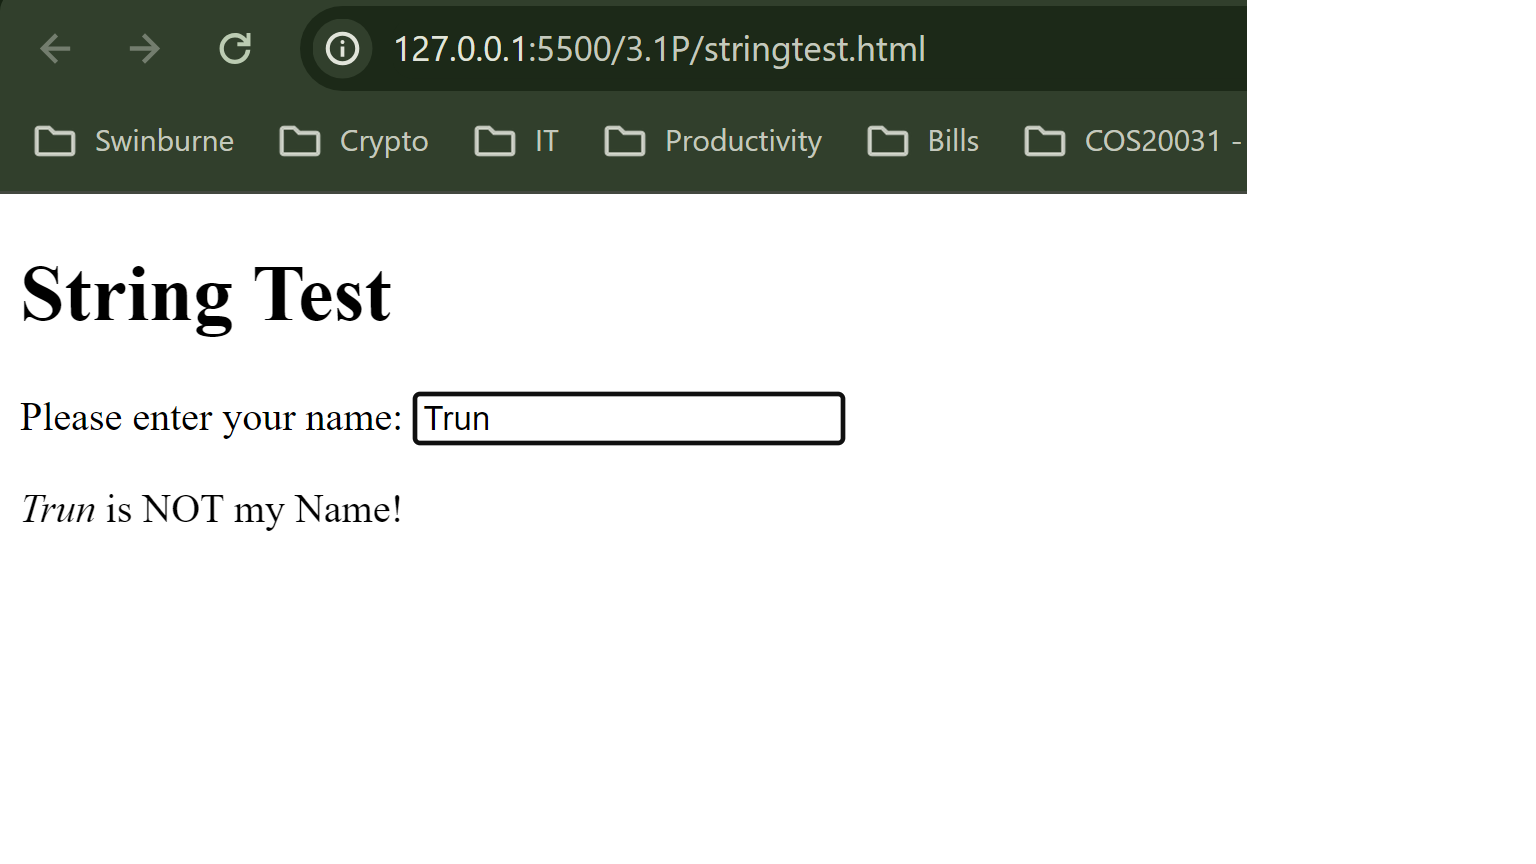 127.0.0.1:5500/3.1P/stringtest.html
Swinburne Crypto IT Productivity Bills COS20031 -
String Test
Please enter your name: Trun
Trun is NOT my Name!